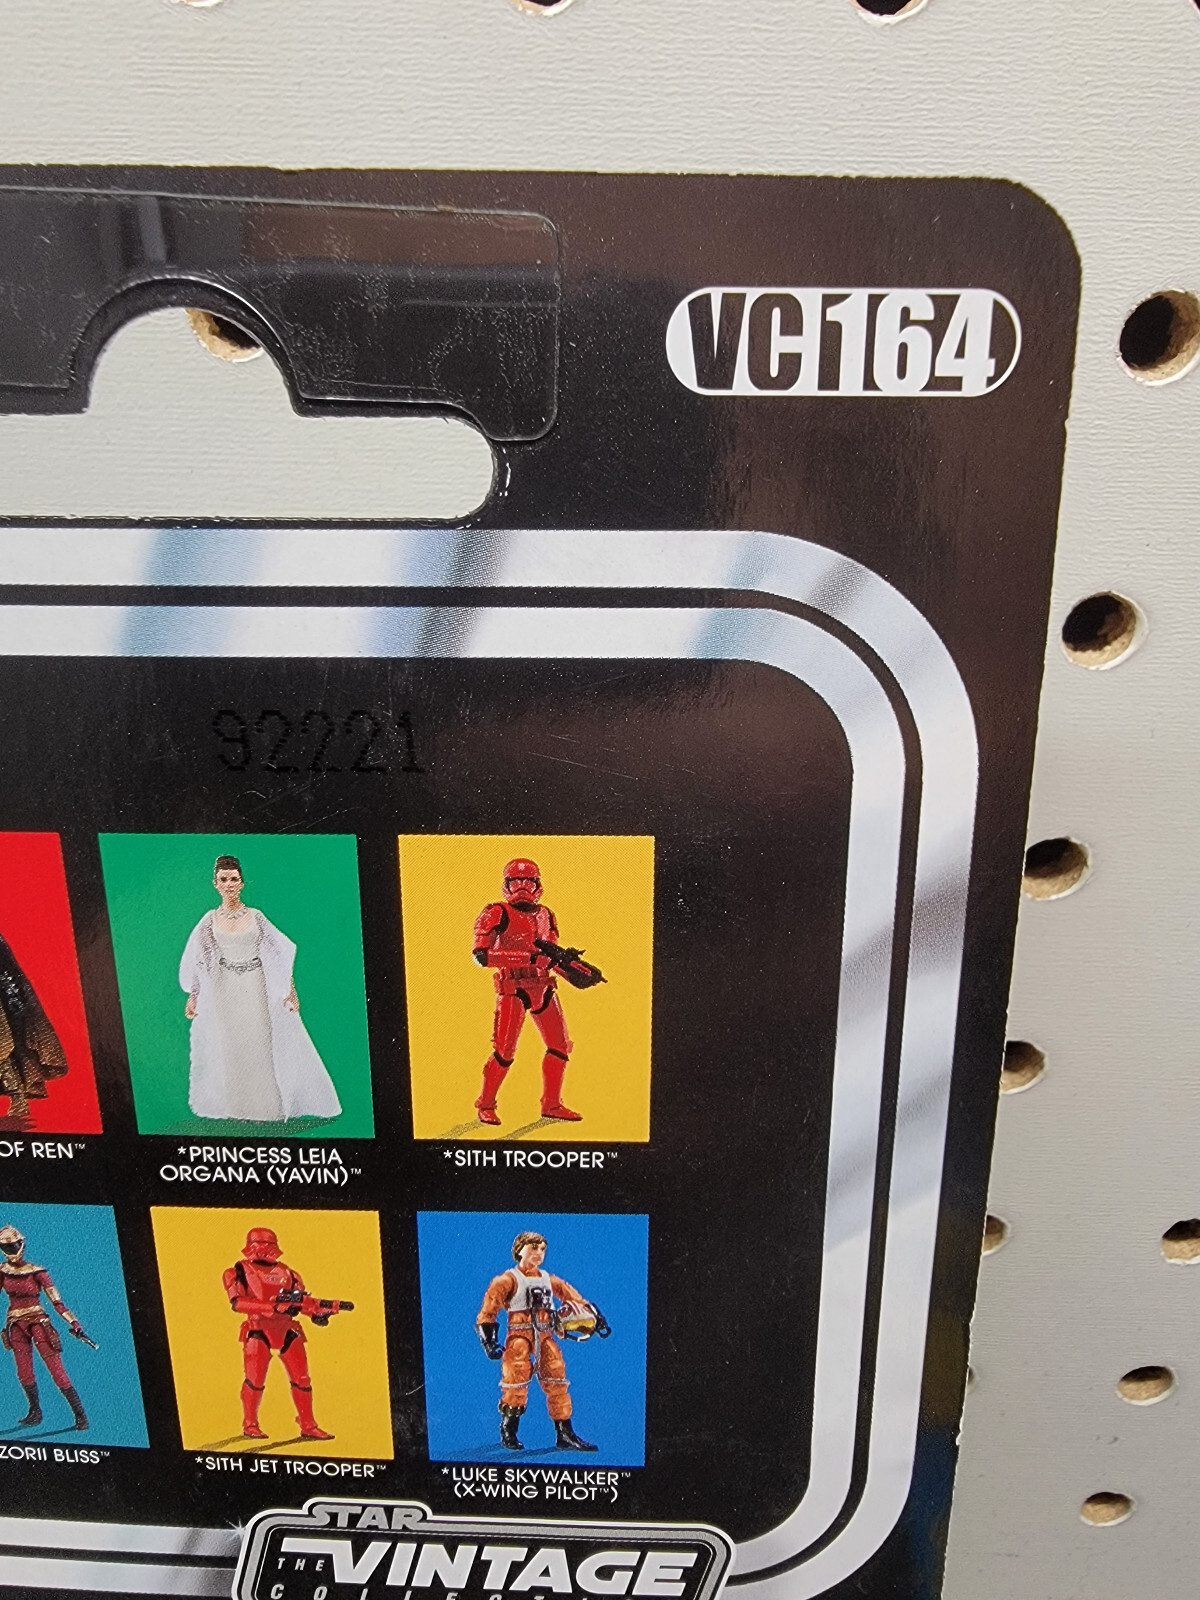 VC164
92221
OF REN™
*PRINCESS LEIA
ORGANA (YAVIN)™
*SITH TROOPER™
ZORII BLISS™
*SITH JET TROOPER™
*LUKE SKYWALKER™
(X-WING PILOT™)
STAR
THE VINTAGE